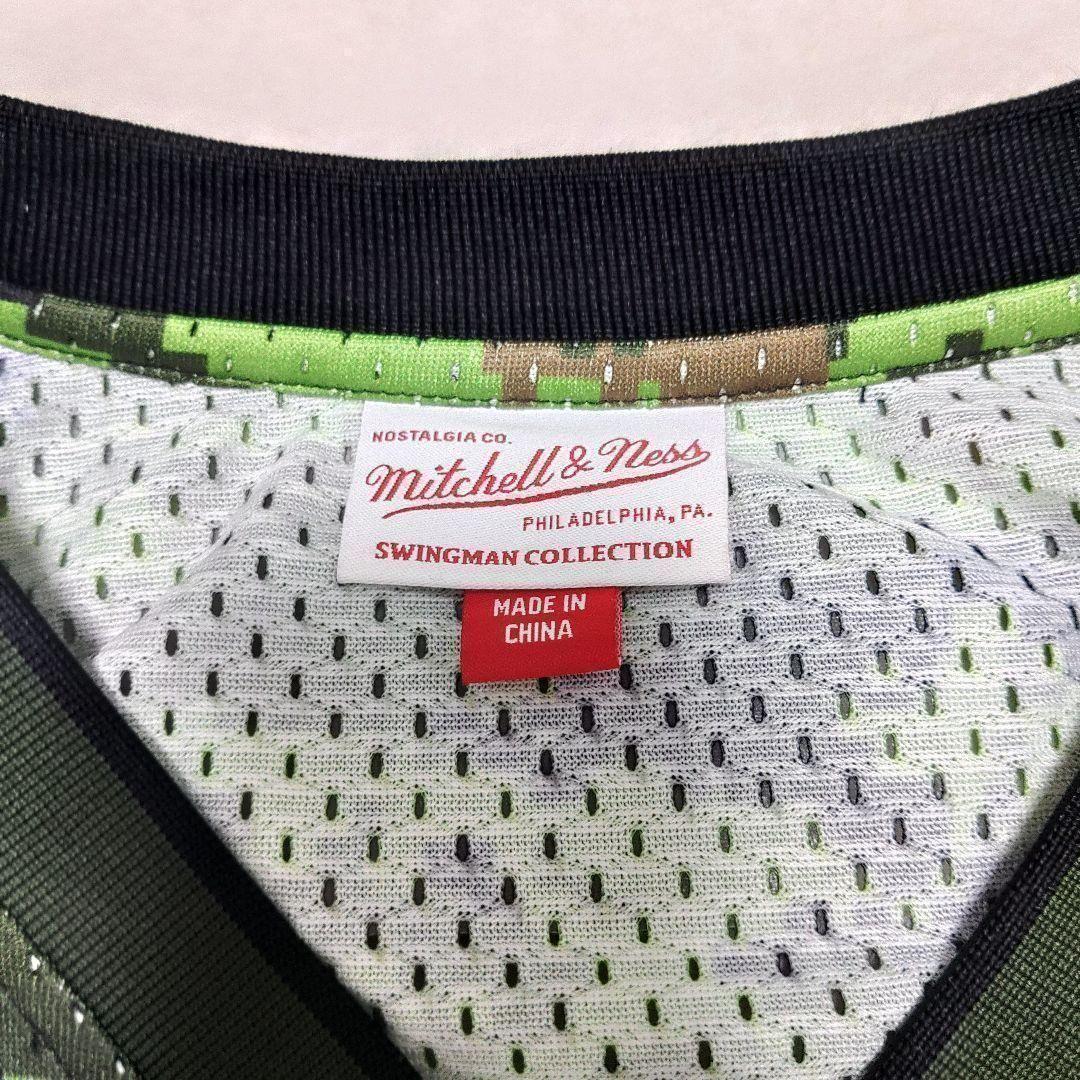 NOSTALGIA CO.
Mitchell & Ness
PHILADELPHIA, PA.
SWINGMAN COLLECTION
MADE IN
CHINA